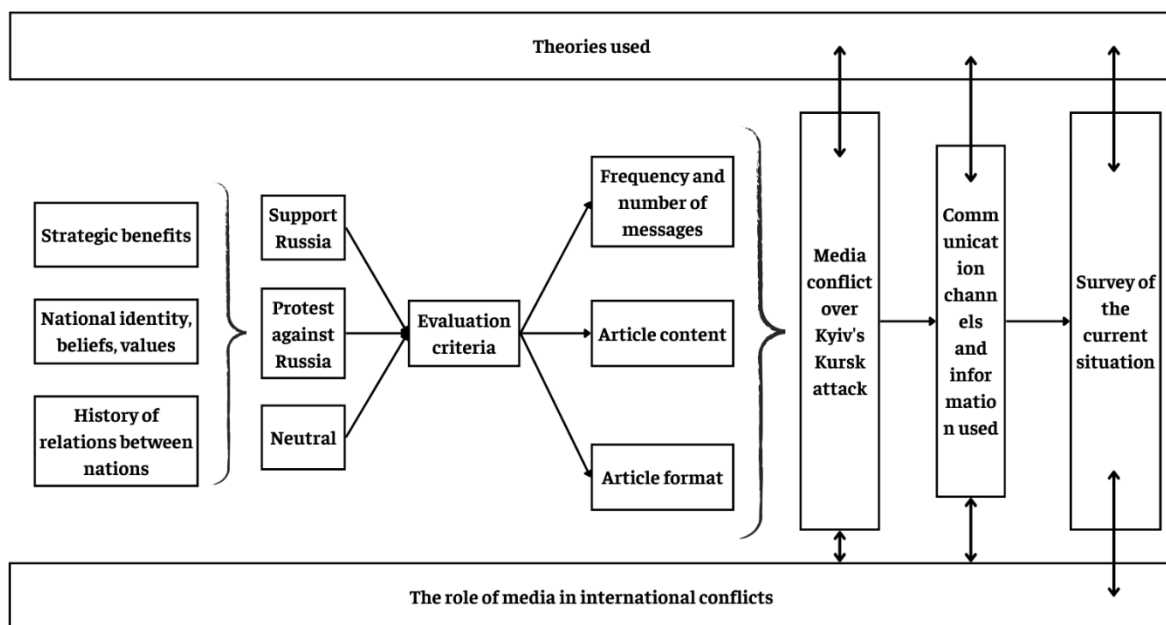 Theories used
Strategic benefits
National identity,
beliefs, values
History of
relations between
nations
Support
Russia
Protest
against
Russia
Neutral
Evaluation
criteria
Frequency and
number of
messages
Article content
Article format
Media
conflict
over
Kyiv's
Kursk
attack
Comm
unicat
ion
chann
els
and
infor
matio
n used
Survey of
the
current
situation
The role of media in international conflicts